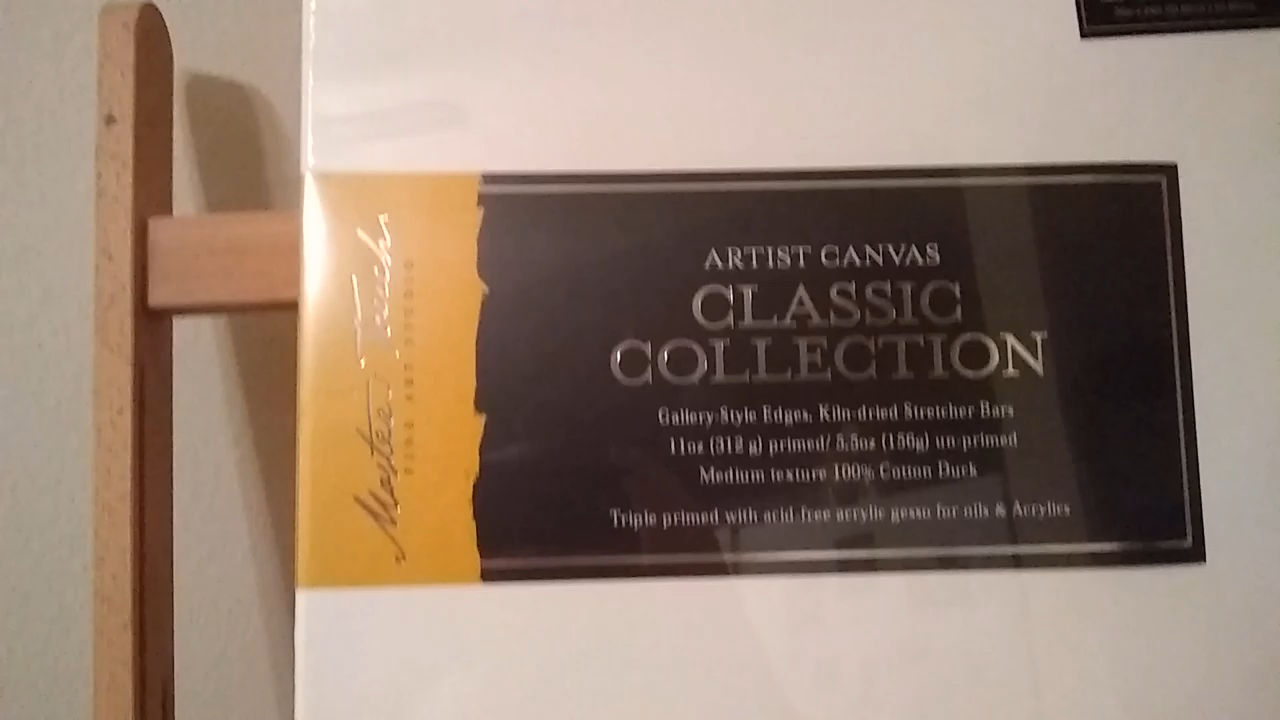 Master's Touch
FINE ART STUDIO
ARTIST CANVAS
CLASSIC
COLLECTION
Gallery-Style Edges, Kiln-dried Stretcher Bars
11oz (312 g) primed/ 5.5oz (156g) un-primed
Medium texture 100% Cotton Duck
Triple primed with acid-free acrylic gesso for oils & Acrylics